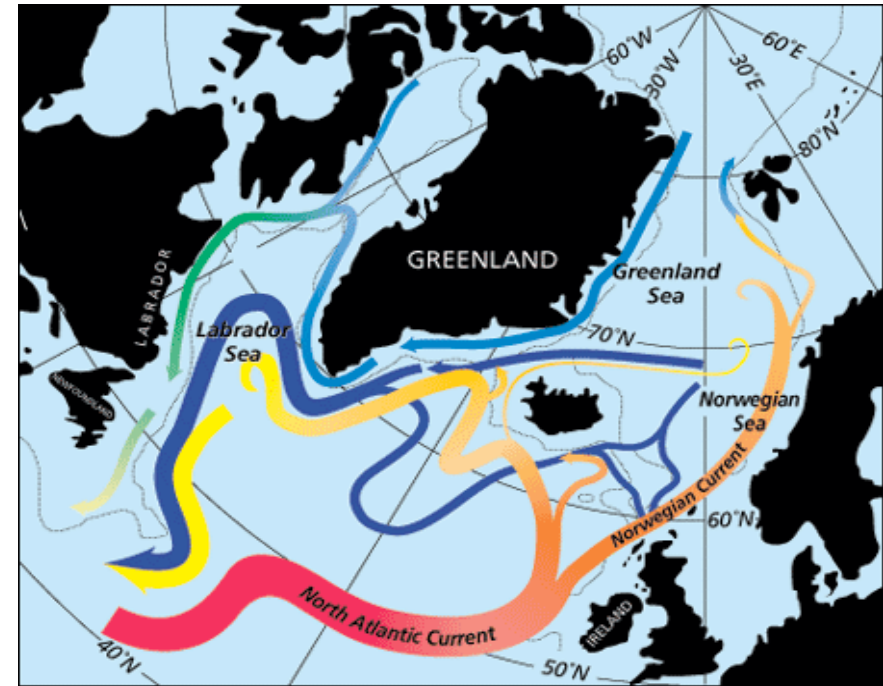 60°W
30°W
60°E
30°E
80°N
GREENLAND
Greenland
Sea
LABRADOR
70°N
Labrador
Sea
NEWFOUNDLAND
Norwegian
Sea
Norwegian Current
60°N
North Atlantic Current
IRELAND
40°N
50°N